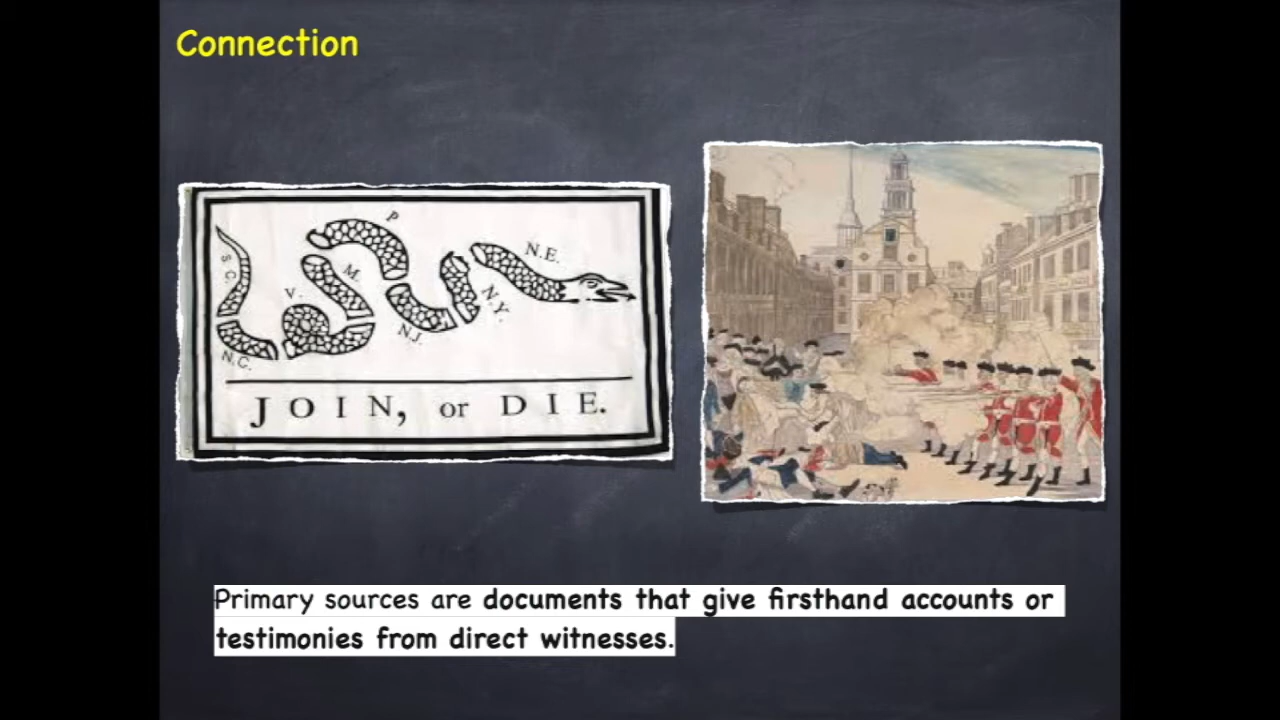 Connection
S.C.
N.C.
V.
M.
P
N.J.
N.Y.
N.E.
JOIN, or DIE.
Primary sources are documents that give firsthand accounts or
testimonies from direct witnesses.